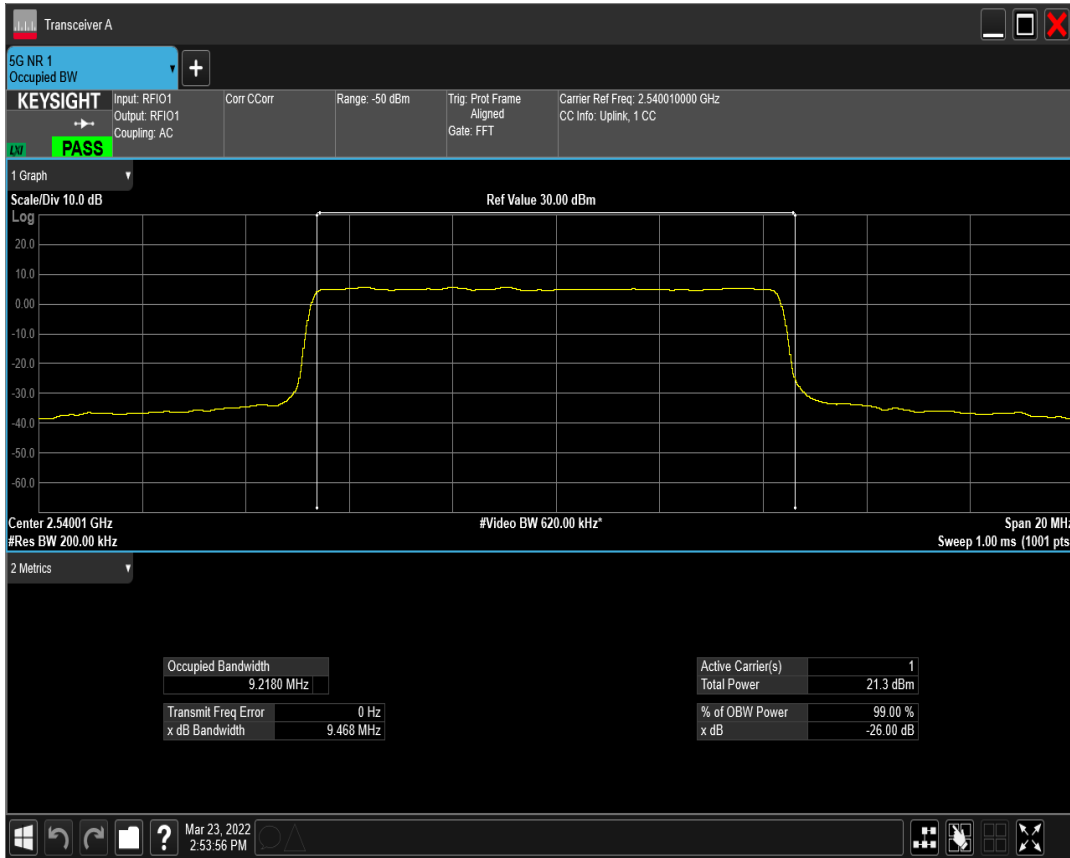 Transceiver A
5G NR 1
Occupied BW
KEYSIGHT
Input: RFIO1
Output: RFIO1
Coupling: AC
Corr CCorr
Range: -50 dBm
Trig: Prot Frame
Aligned
Gate: FFT
Carrier Ref Freq: 2.540010000 GHz
CC Info: Uplink, 1 CC
LXI
PASS
1 Graph
Scale/Div 10.0 dB
Ref Value 30.00 dBm
Log
20.0
10.0
0.00
-10.0
-20.0
-30.0
-40.0
-50.0
-60.0
Center 2.54001 GHz
#Video BW 620.00 kHz*
Span 20 MHz
#Res BW 200.00 kHz
Sweep 1.00 ms (1001 pts
2 Metrics
Occupied Bandwidth
9.2180 MHz
Transmit Freq Error 0 Hz
x dB Bandwidth 9.468 MHz
Active Carrier(s) 1
Total Power 21.3 dBm
% of OBW Power 99.00 %
x dB -26.00 dB
?
Mar 23, 2022
2:53:56 PM